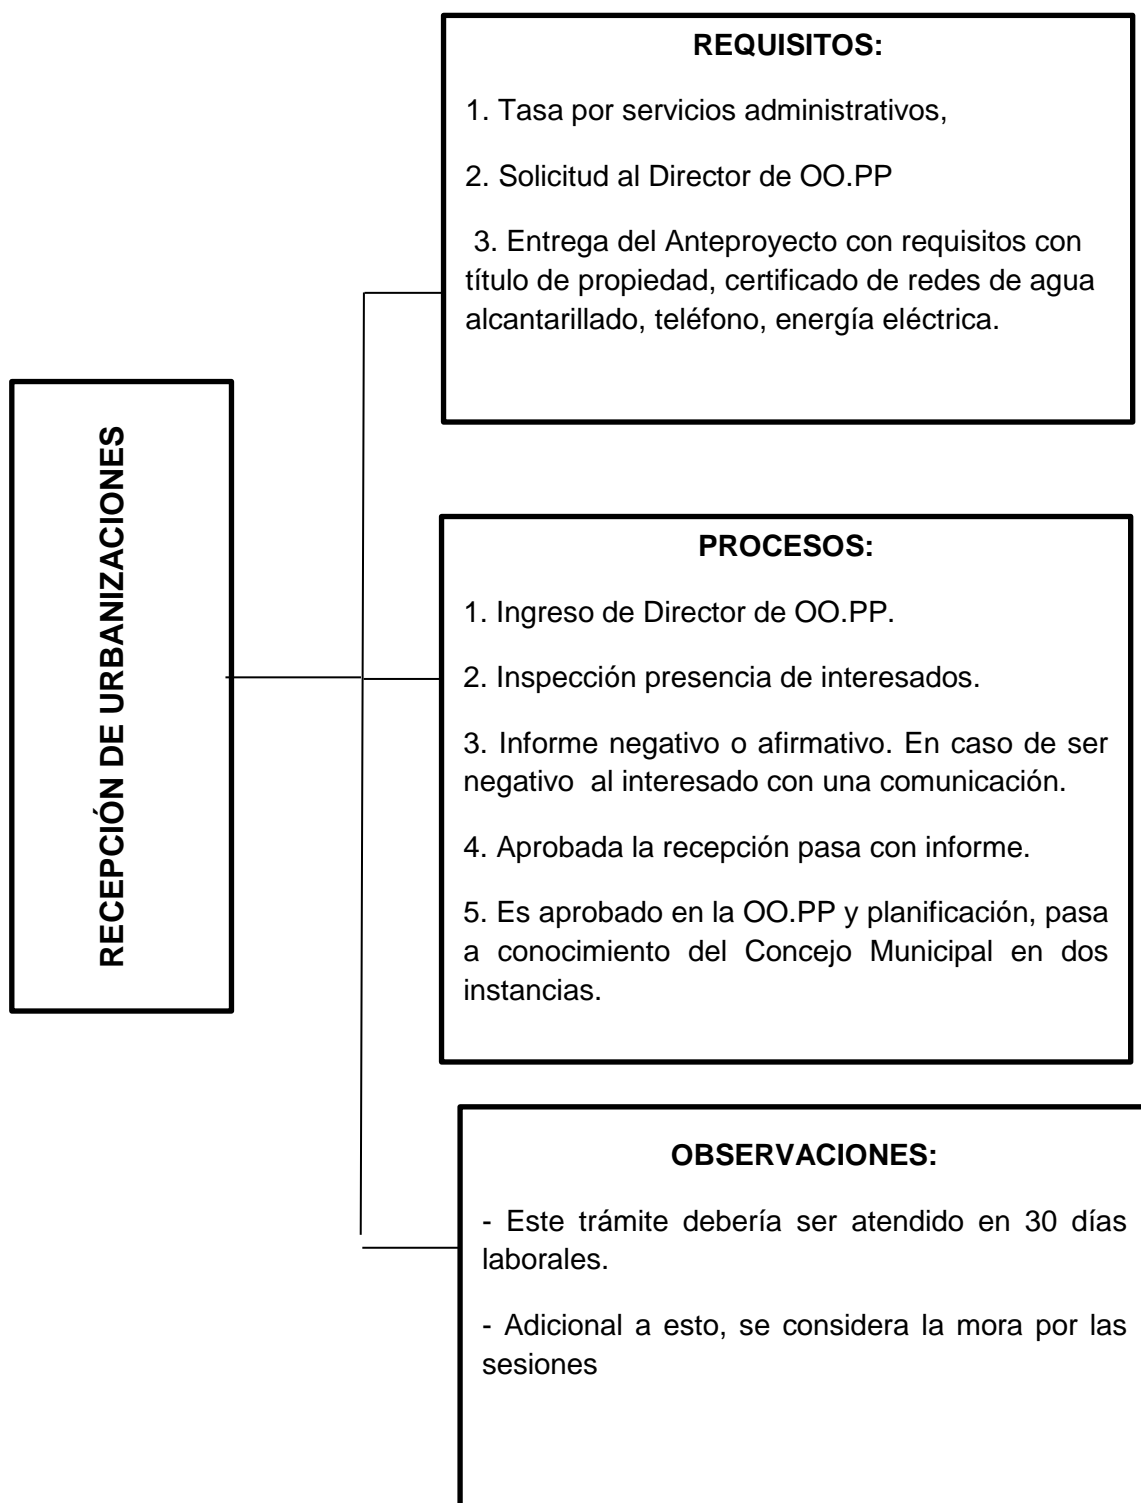 RECEPCIÓN DE URBANIZACIONES
REQUISITOS:
1. Tasa por servicios administrativos,
2. Solicitud al Director de OO.PP
3. Entrega del Anteproyecto con requisitos con
título de propiedad, certificado de redes de agua
alcantarillado, teléfono, energía eléctrica.
PROCESOS:
1. Ingreso de Director de OO.PP.
2. Inspección presencia de interesados.
3. Informe negativo o afirmativo. En caso de ser
negativo al interesado con una comunicación.
4. Aprobada la recepción pasa con informe.
5. Es aprobado en la OO.PP y planificación, pasa
a conocimiento del Concejo Municipal en dos
instancias.
OBSERVACIONES:
- Este trámite debería ser atendido en 30 días
laborales.
- Adicional a esto, se considera la mora por las
sesiones